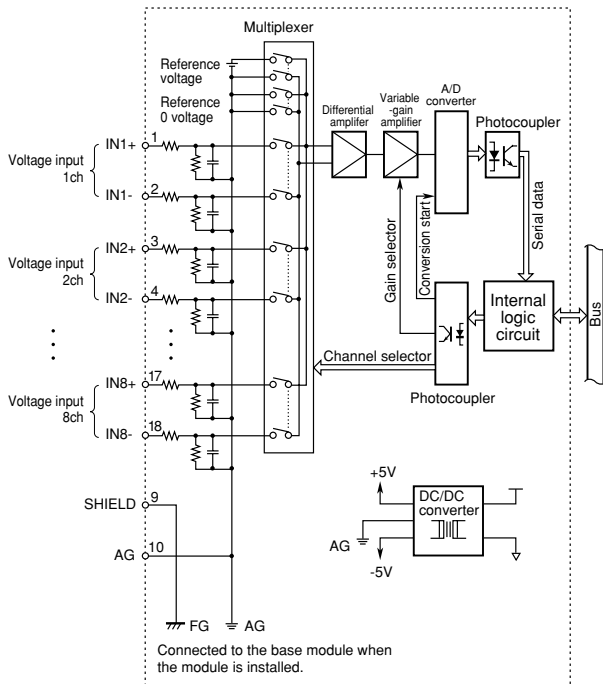 Multiplexer
Reference
voltage
Reference
0 voltage
Differential
amplifer
Variable
-gain
amplifier
A/D
converter
Photocoupler
Voltage input
1ch
IN1+
1
IN1-
2
Voltage input
2ch
IN2+
3
IN2-
4
Voltage input
8ch
IN8+
17
IN8-
18
Gain selector
Conversion start
Serial data
Internal
logic
circuit
Bus
Channel selector
Photocoupler
SHIELD
9
AG
10
+5V
DC/DC
converter
AG
-5V
FG
AG
Connected to the base module when
the module is installed.